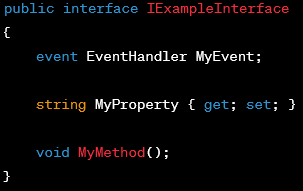 public interface IExampleInterface
{
    event EventHandler MyEvent;
    string MyProperty { get; set; }
    void MyMethod();
}